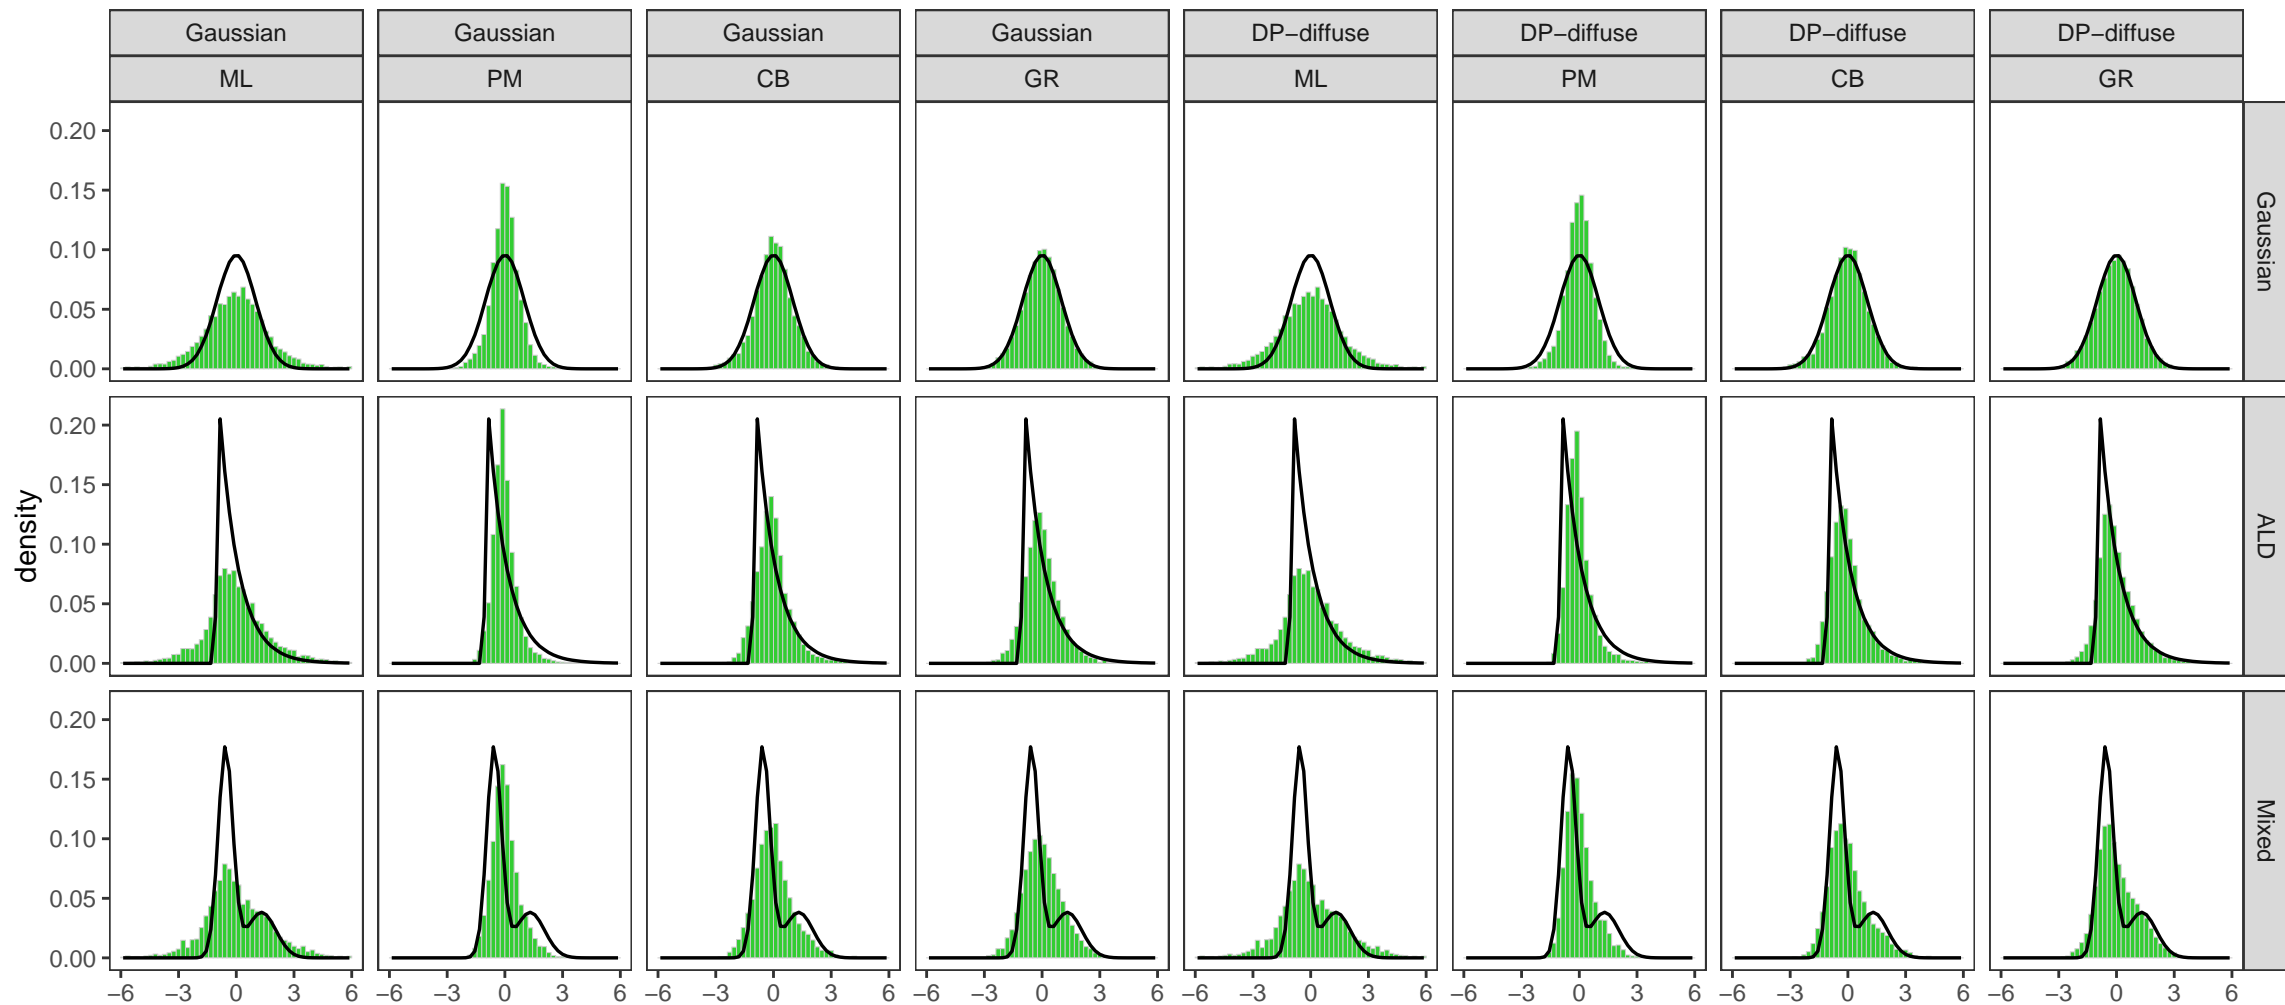 Gaussian Gaussian Gaussian Gaussian DP−diffuse DP−diffuse DP−diffuse DP−diffuse
ML PM CB GR ML PM CB GR
0.20
0.15
0.10
0.05
0.00
Gaussian
0.20
0.15
0.10
0.05
0.00
ALD
density
0.20
0.15
0.10
0.05
0.00
Mixed
−6 −3 0 3 6 −6 −3 0 3 6 −6 −3 0 3 6 −6 −3 0 3 6 −6 −3 0 3 6 −6 −3 0 3 6 −6 −3 0 3 6 −6 −3 0 3 6